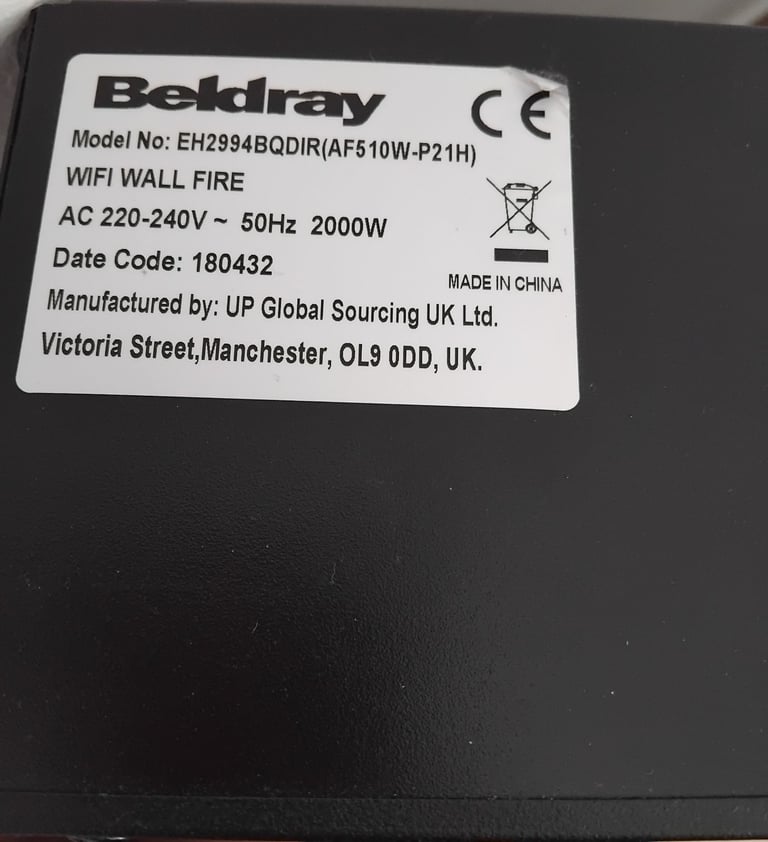 Beldray
CE
Model No: EH2994BQDIR(AF510W-P21H)
WIFI WALL FIRE
AC 220-240V ~ 50Hz 2000W
Date Code: 180432
MADE IN CHINA
Manufactured by: UP Global Sourcing UK Ltd.
Victoria Street,Manchester, OL9 0DD, UK.